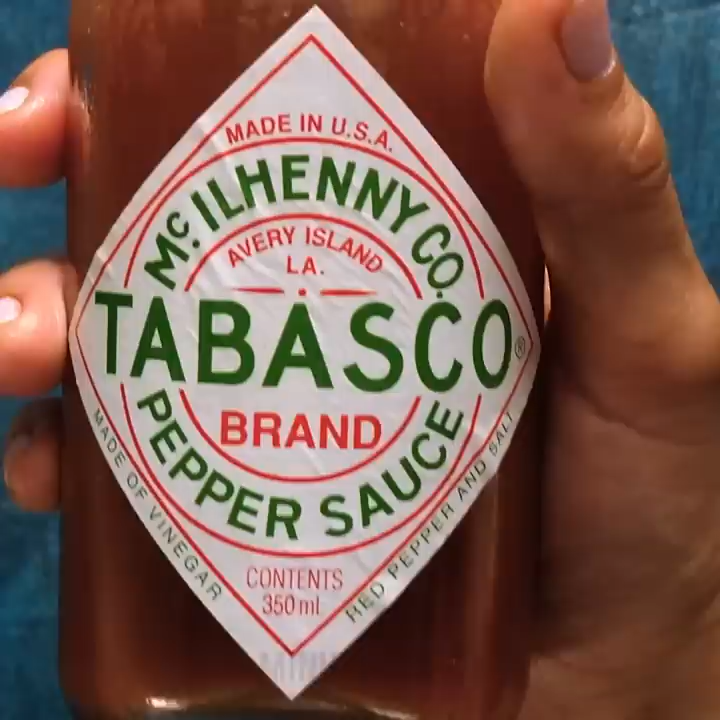 MADE IN U.S.A.
McILHENNY CO.
AVERY ISLAND
LA.
TABASCO®
BRAND
PEPPER SAUCE
MADE OF VINEGAR
RED PEPPER AND SALT
CONTENTS
350ml